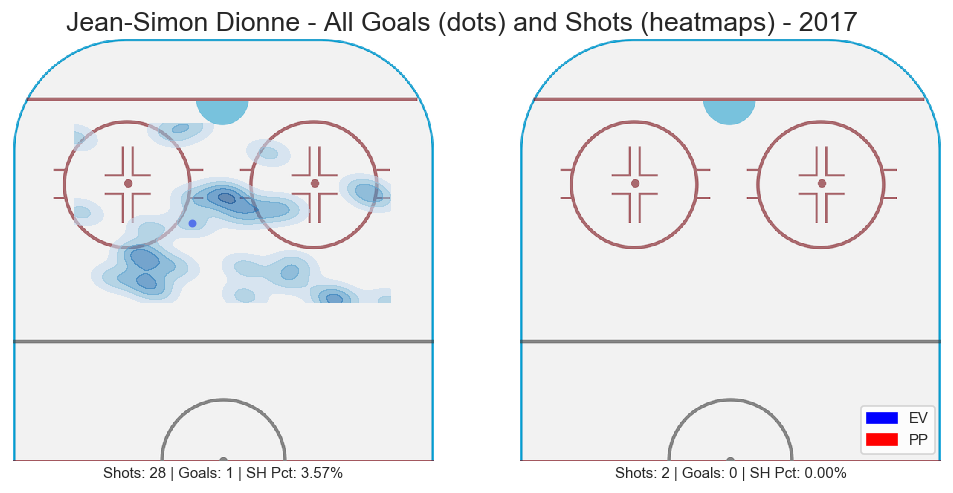 Jean-Simon Dionne - All Goals (dots) and Shots (heatmaps) - 2017
EV
PP
Shots: 28 | Goals: 1 | SH Pct: 3.57%
Shots: 2 | Goals: 0 | SH Pct: 0.00%